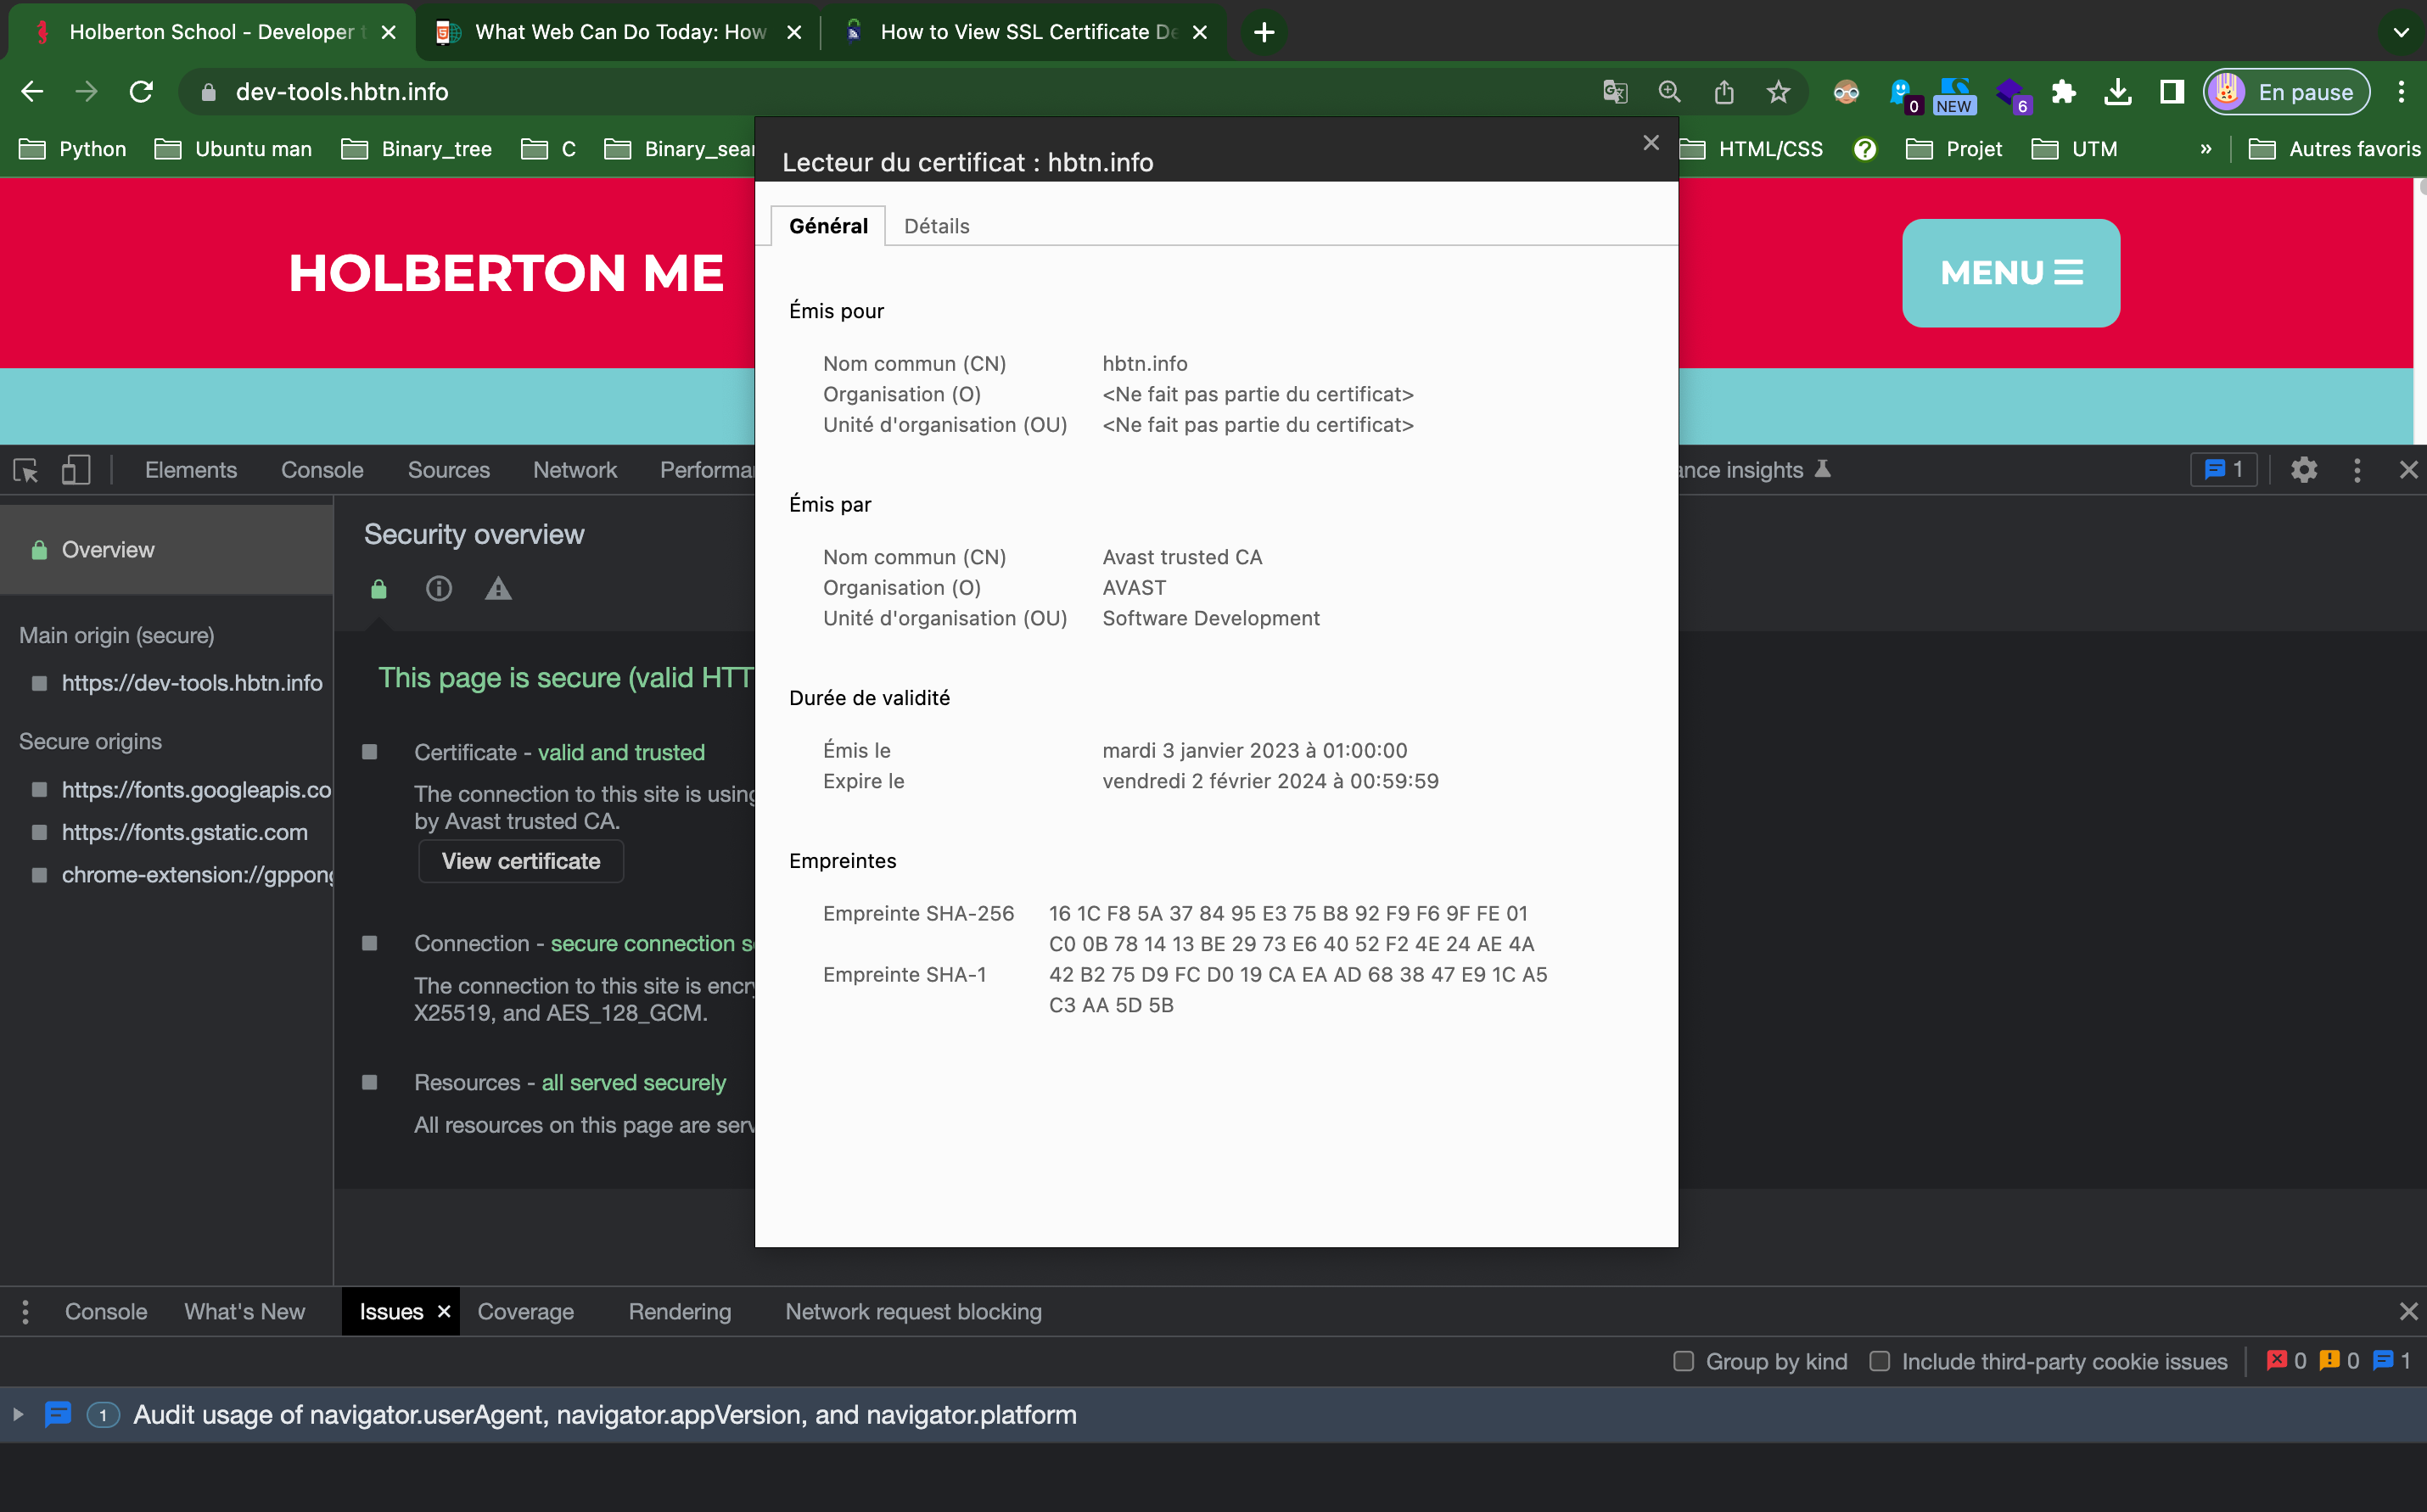 Holberton School - Developer t
What Web Can Do Today: How
How to View SSL Certificate De
dev-tools.hbtn.info
0
NEW
6
En pause
Python
Ubuntu man
Binary_tree
C
Binary_sear
HTML/CSS
Projet
UTM
»
Autres favoris
HOLBERTON ME
MENU
Lecteur du certificat : hbtn.info
Général
Détails
Émis pour
Nom commun (CN) hbtn.info
Organisation (O) <Ne fait pas partie du certificat>
Unité d'organisation (OU) <Ne fait pas partie du certificat>
Émis par
Nom commun (CN) Avast trusted CA
Organisation (O) AVAST
Unité d'organisation (OU) Software Development
Durée de validité
Émis le mardi 3 janvier 2023 à 01:00:00
Expire le vendredi 2 février 2024 à 00:59:59
Empreintes
Empreinte SHA-256 16 1C F8 5A 37 84 95 E3 75 B8 92 F9 F6 9F FE 01
C0 0B 78 14 13 BE 29 73 E6 40 52 F2 4E 24 AE 4A
Empreinte SHA-1 42 B2 75 D9 FC D0 19 CA EA AD 68 38 47 E9 1C A5
C3 AA 5D 5B
Elements
Console
Sources
Network
Performa
ance insights
1
Overview
Main origin (secure)
https://dev-tools.hbtn.info
Secure origins
https://fonts.googleapis.co
https://fonts.gstatic.com
chrome-extension://gppong
Security overview
This page is secure (valid HTT
Certificate - valid and trusted
The connection to this site is using
by Avast trusted CA.
View certificate
Connection - secure connection s
The connection to this site is encry
X25519, and AES_128_GCM.
Resources - all served securely
All resources on this page are serv
Console
What's New
Issues
Coverage
Rendering
Network request blocking
Group by kind
Include third-party cookie issues
0
0
1
1 Audit usage of navigator.userAgent, navigator.appVersion, and navigator.platform